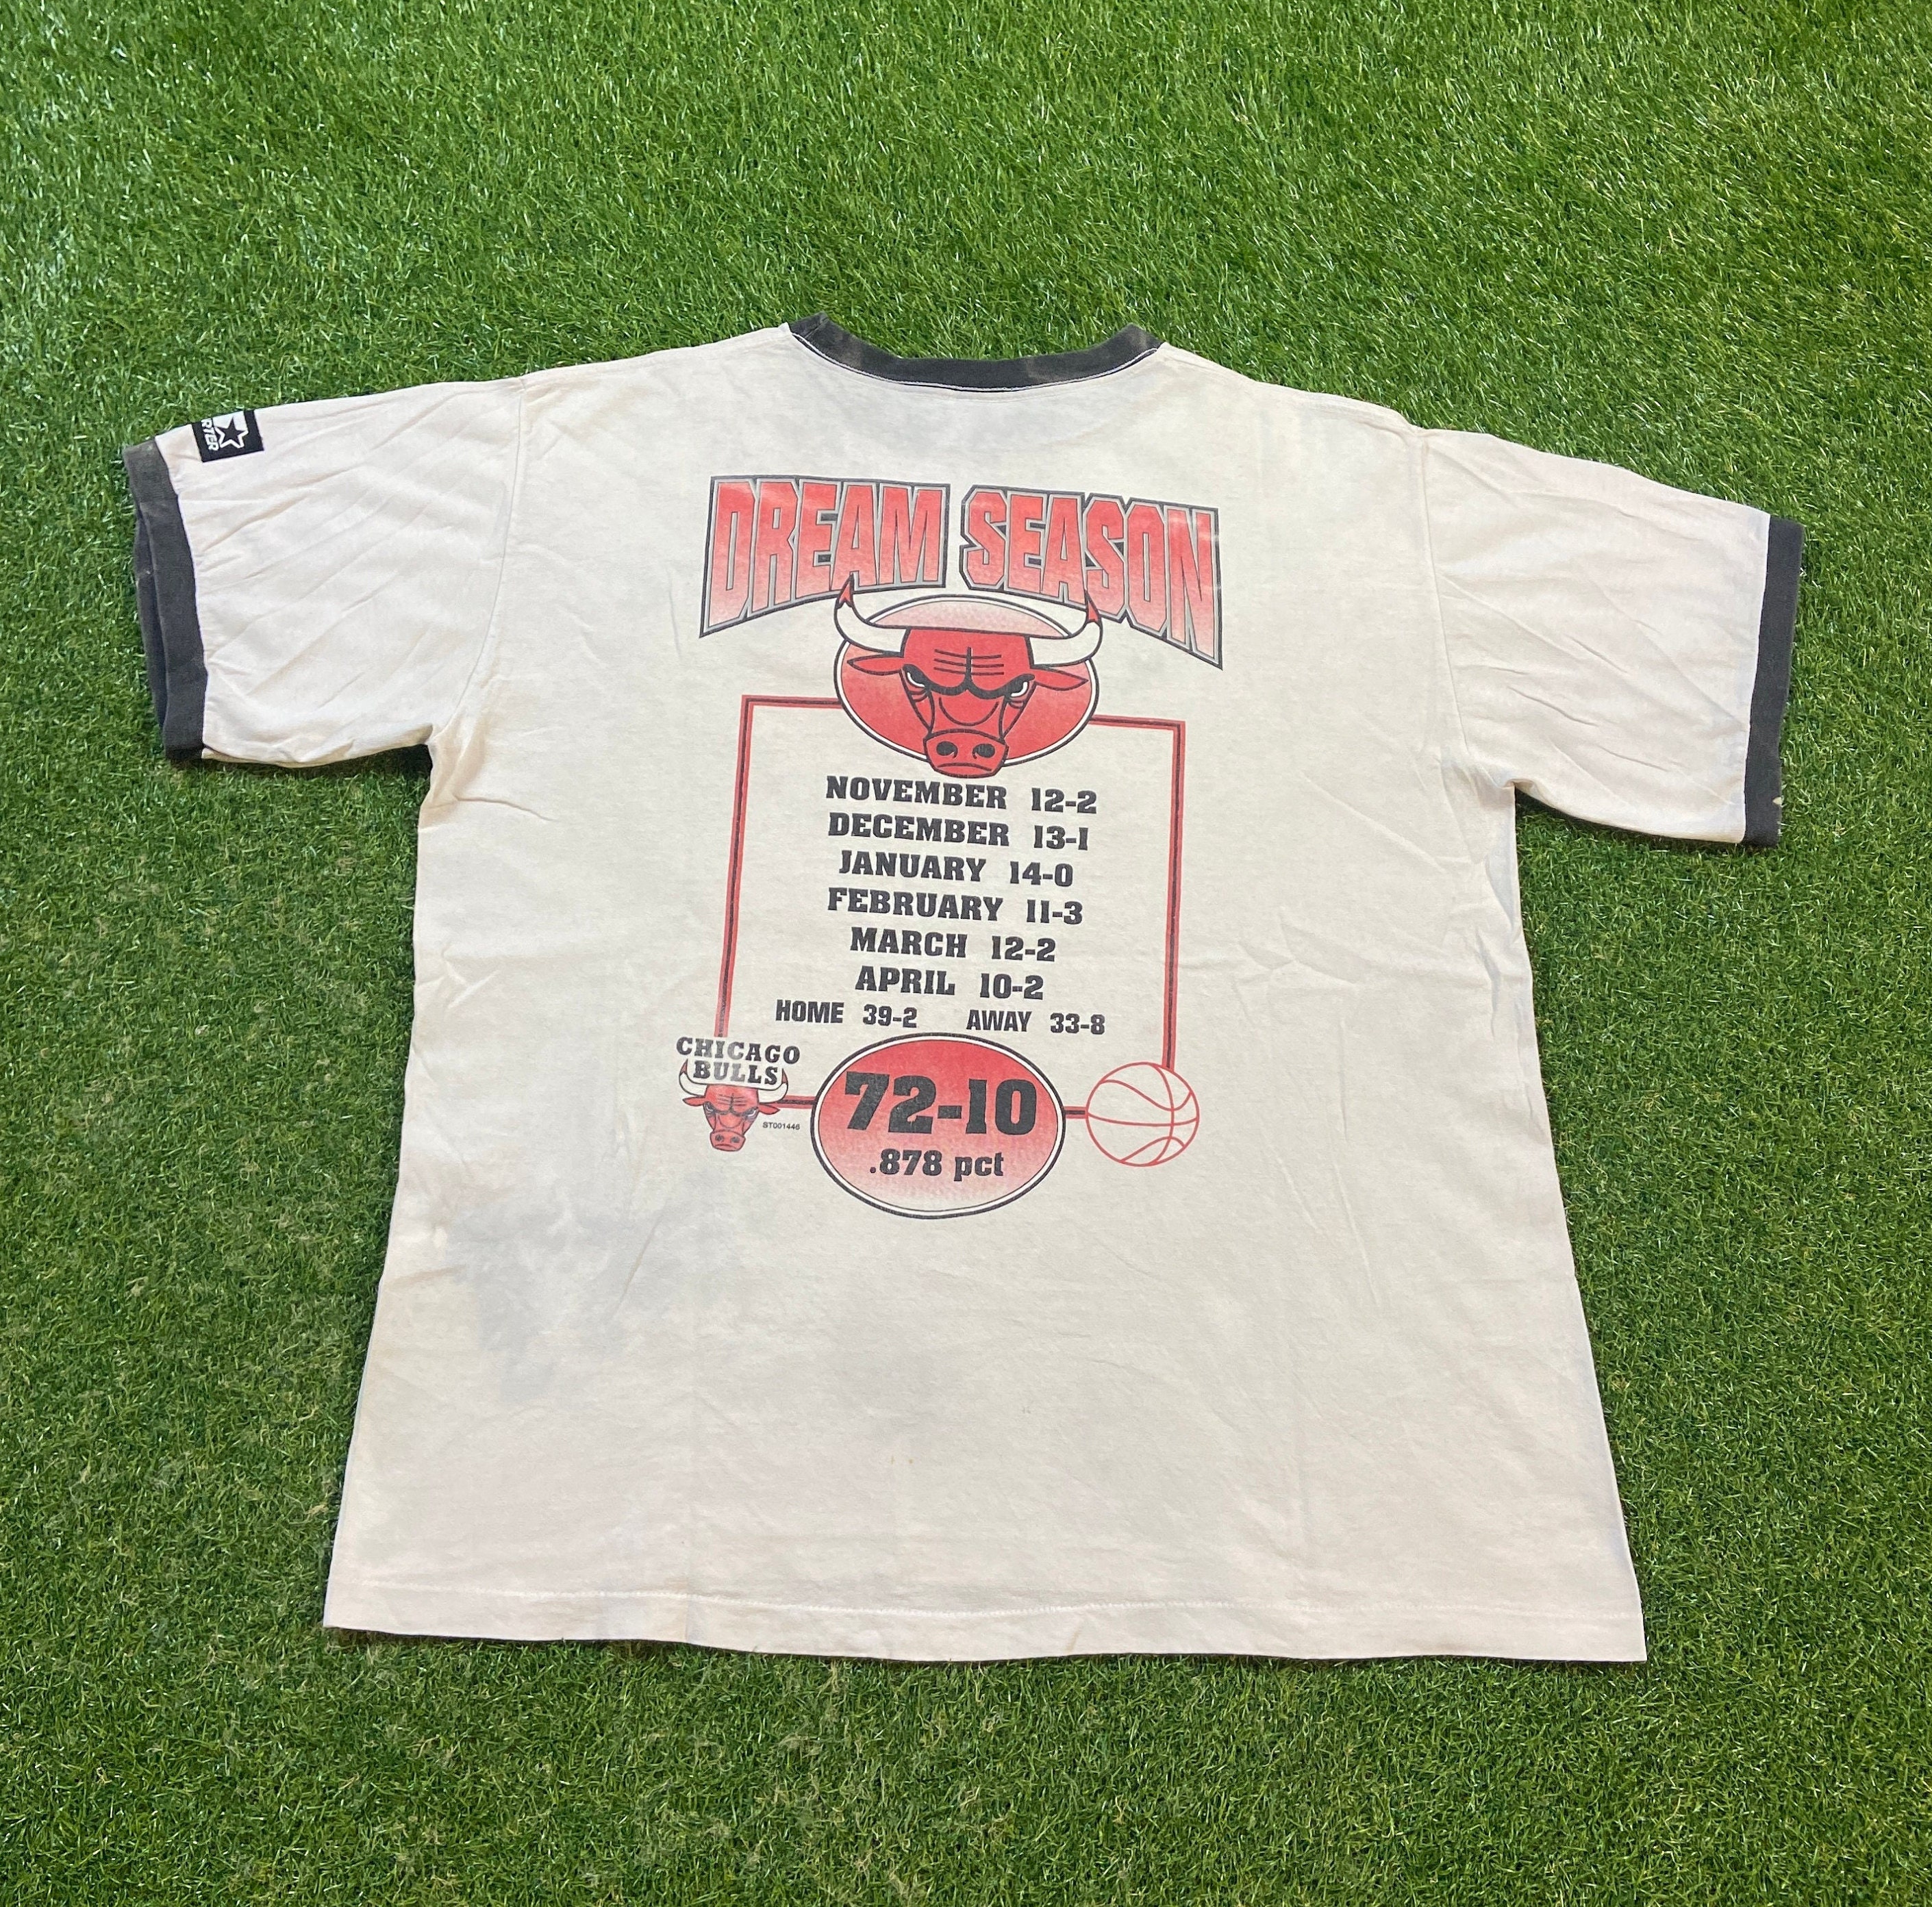 DREAM SEASON
NOVEMBER 12-2
DECEMBER 13-1
JANUARY 14-0
FEBRUARY 11-3
MARCH 12-2
APRIL 10-2
HOME 39-2 AWAY 33-8
CHICAGO
BULLS
ST001446
72-10
.878 pct